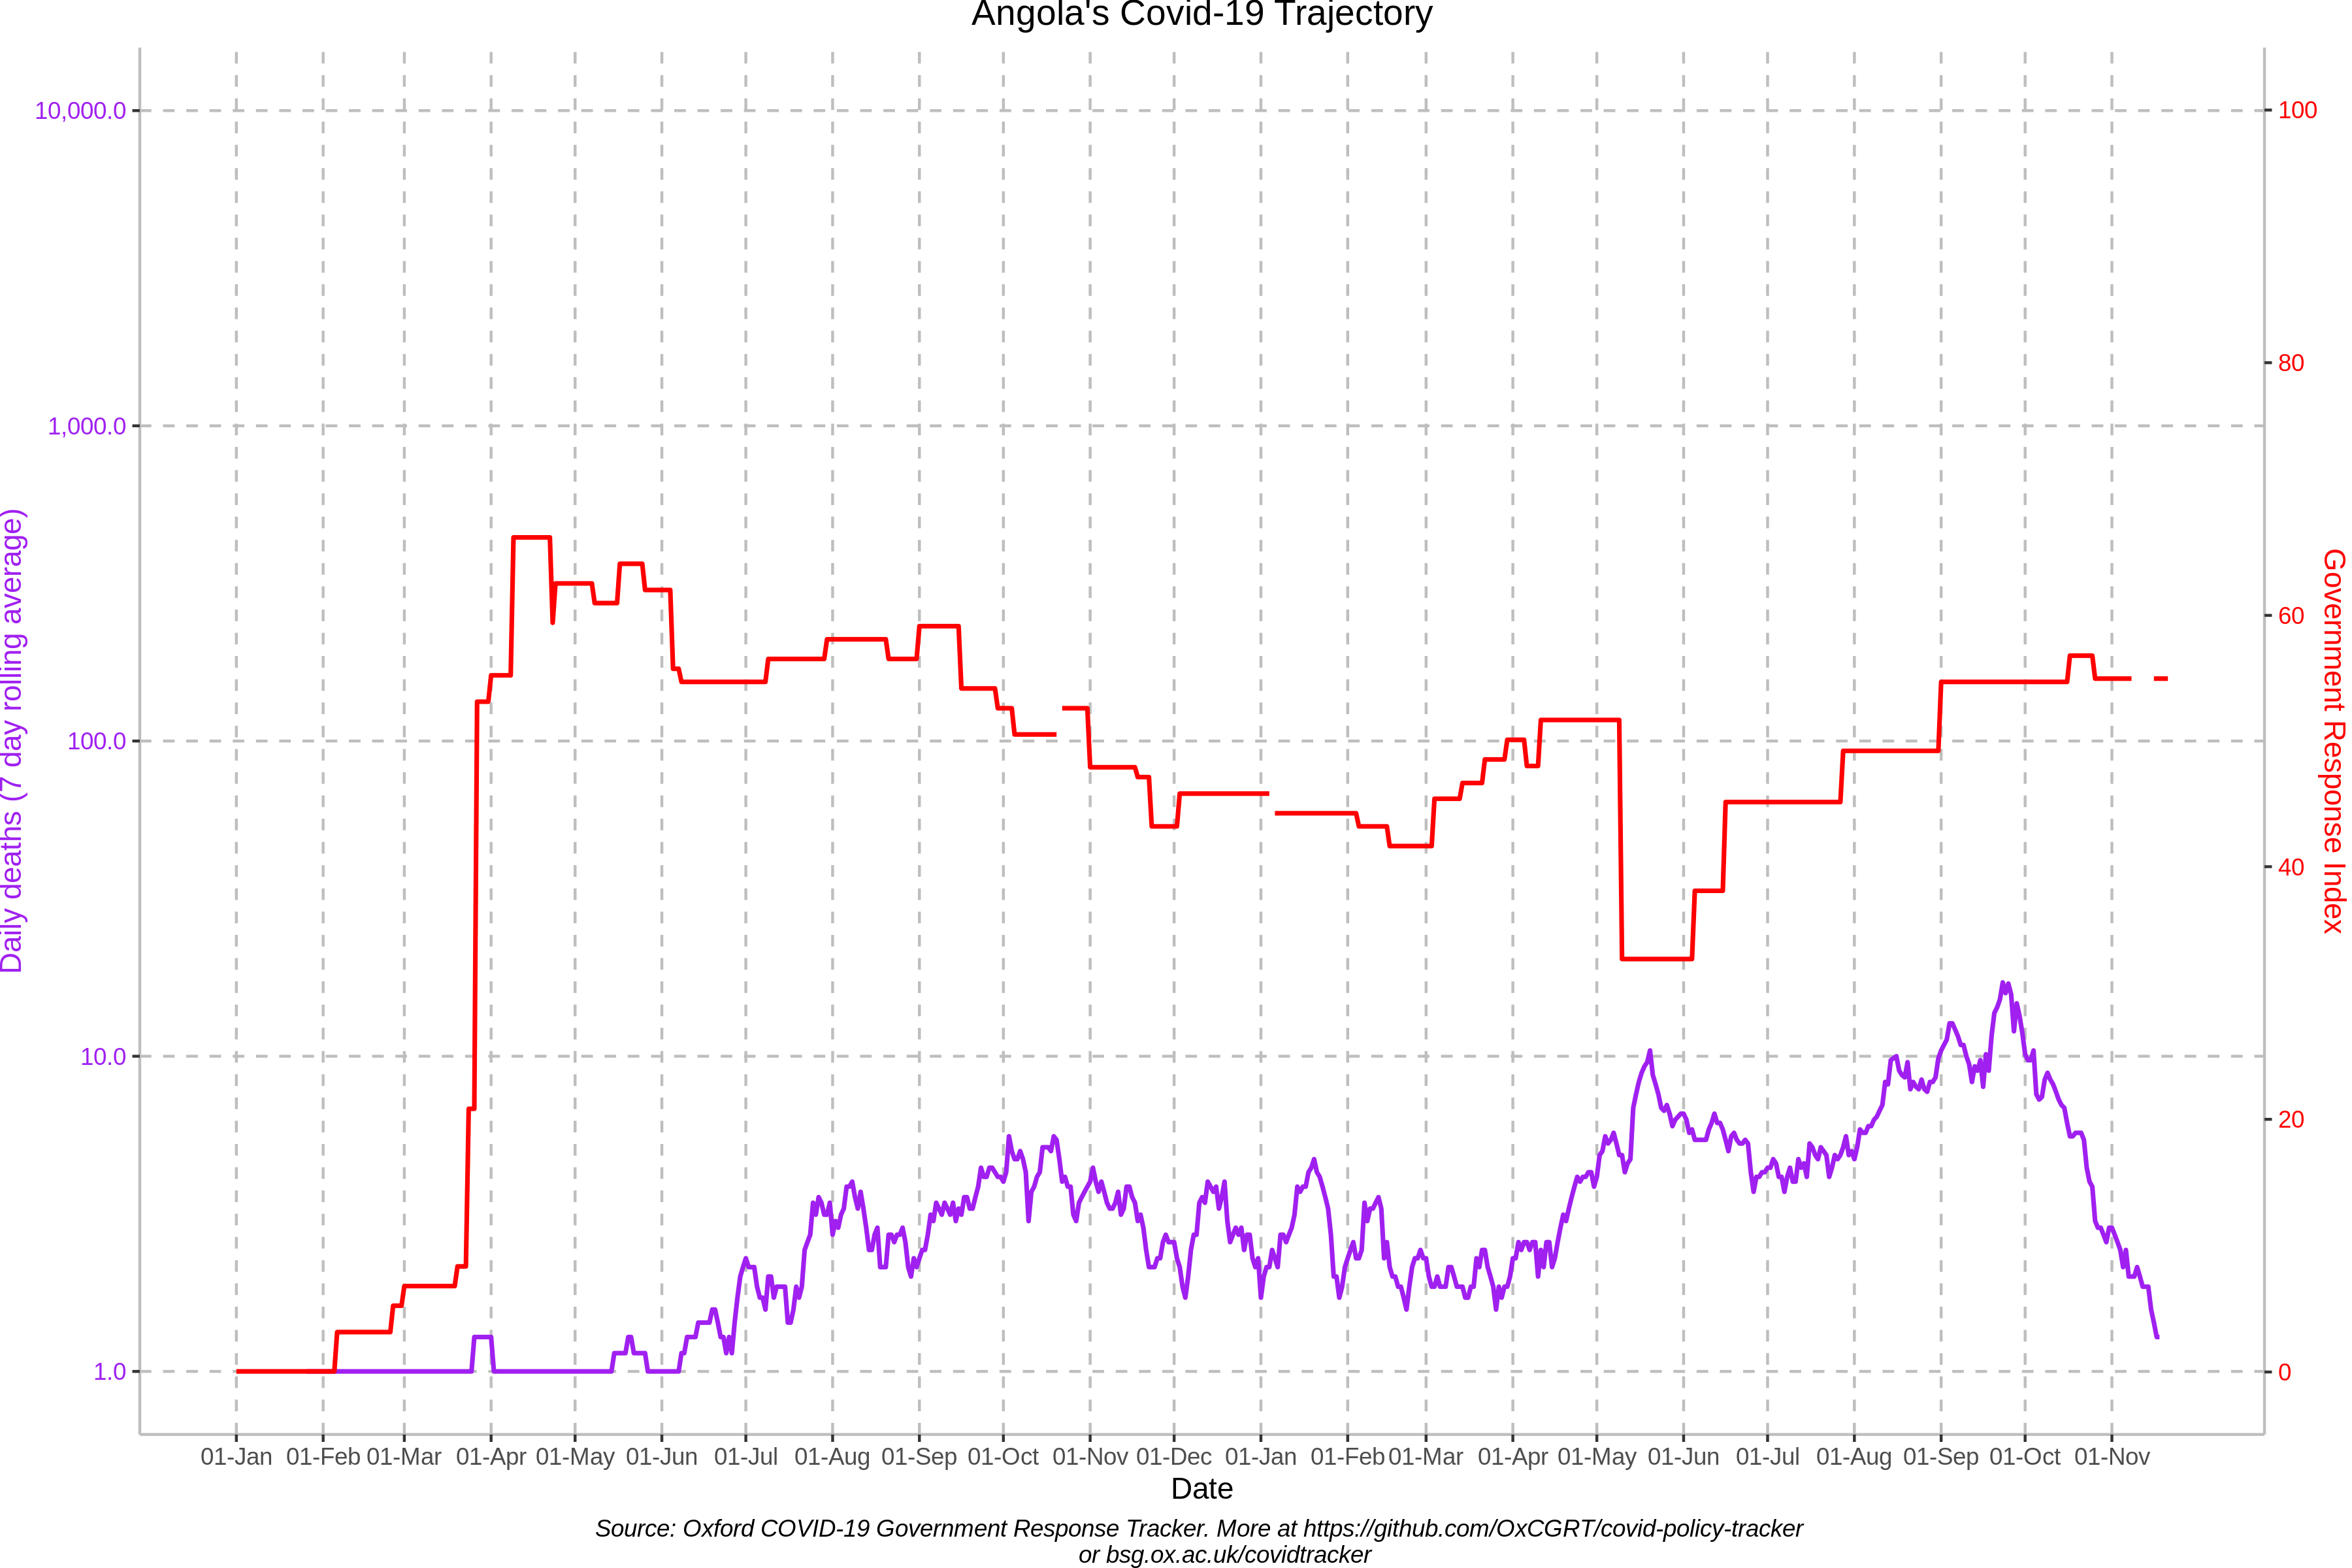 Angola's Covid-19 Trajectory
10,000.0
1,000.0
100.0
10.0
1.0
Daily deaths (7 day rolling average)
100
80
60
40
20
0
Government Response Index
01-Jan 01-Feb 01-Mar 01-Apr 01-May 01-Jun 01-Jul 01-Aug 01-Sep 01-Oct 01-Nov 01-Dec 01-Jan 01-Feb 01-Mar 01-Apr 01-May 01-Jun 01-Jul 01-Aug 01-Sep 01-Oct 01-Nov
Date
Source: Oxford COVID-19 Government Response Tracker. More at https://github.com/OxCGRT/covid-policy-tracker
or bsg.ox.ac.uk/covidtracker